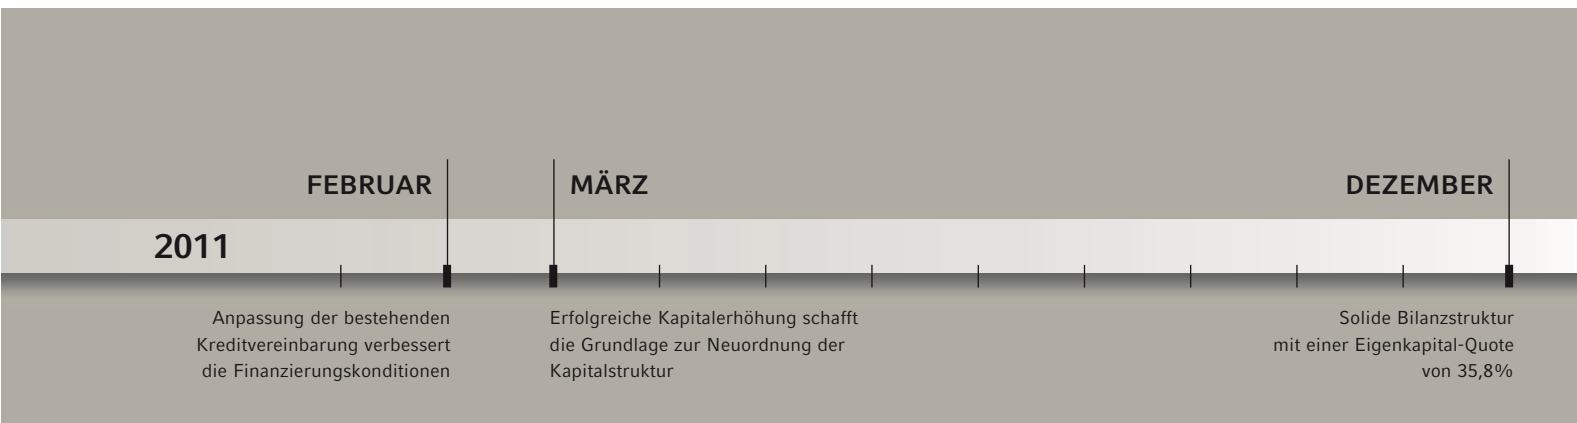 FEBRUAR
MÄRZ
DEZEMBER
2011
Anpassung der bestehenden
Kreditvereinbarung verbessert
die Finanzierungskonditionen
Erfolgreiche Kapitalerhöhung schafft
die Grundlage zur Neuordnung der
Kapitalstruktur
Solide Bilanzstruktur
mit einer Eigenkapital-Quote
von 35,8%